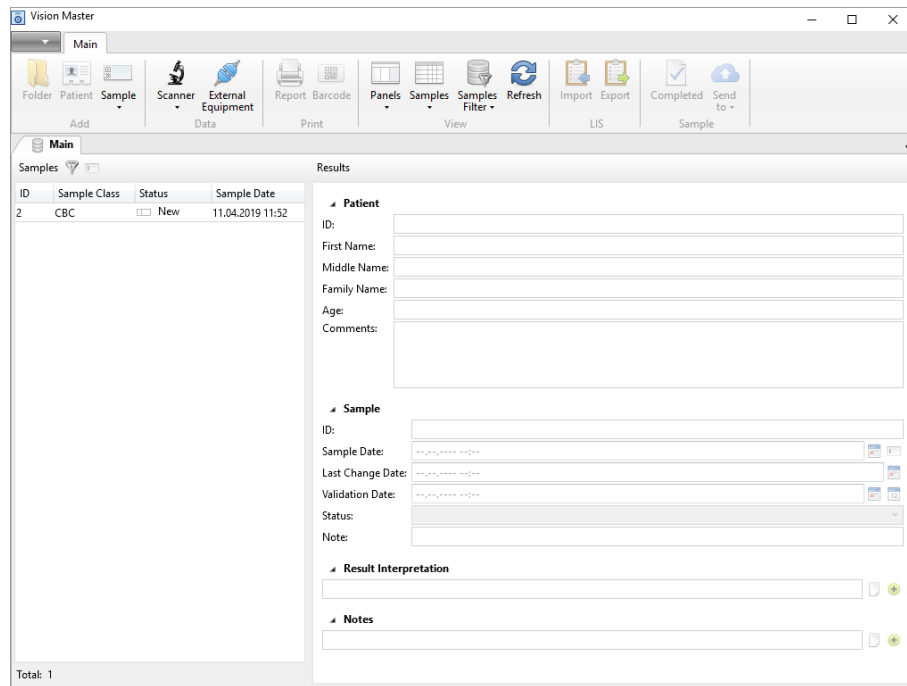 Vision Master
Main
Folder Patient Sample Scanner External Equipment Report Barcode Panels Samples Samples Filter Refresh Import Export Completed Send to
Add Data Print View LIS Sample
Main
Samples Results
ID Sample Class Status Sample Date
2 CBC New 11.04.2019 11:52
Patient
ID:
First Name:
Middle Name:
Family Name:
Age:
Comments:
Sample
ID:
Sample Date: --.--.---- --:--
Last Change Date: --.--.---- --:--
Validation Date: --.--.---- --:--
Status:
Note:
Result Interpretation
Notes
Total: 1